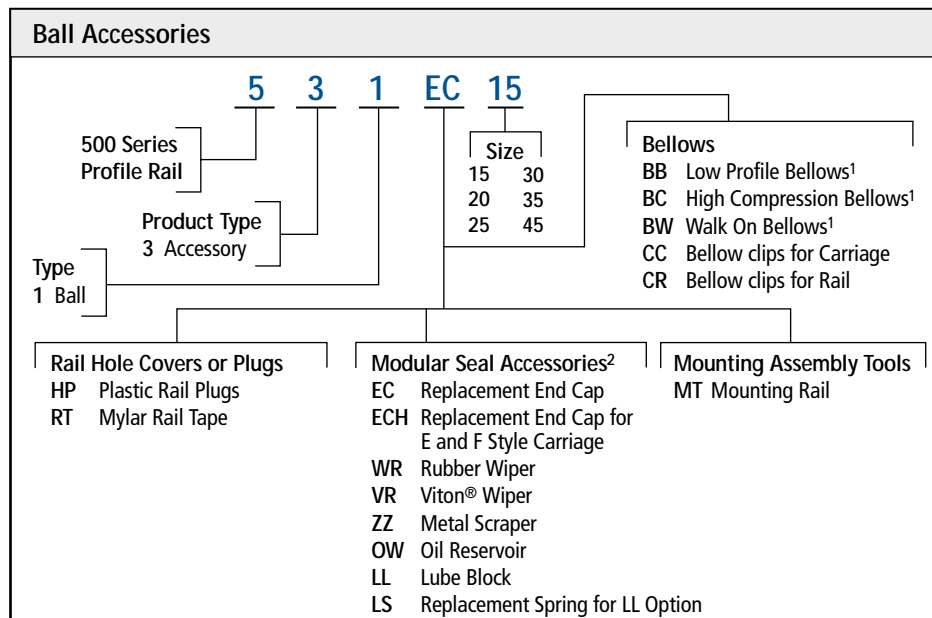 Ball Accessories
5 3 1 EC 15
500 Series
Profile Rail
Product Type
3 Accessory
Type
1 Ball
Size
15 30
20 35
25 45
Bellows
BB Low Profile Bellows¹
BC High Compression Bellows¹
BW Walk On Bellows¹
CC Bellow clips for Carriage
CR Bellow clips for Rail
Rail Hole Covers or Plugs
HP Plastic Rail Plugs
RT Mylar Rail Tape
Modular Seal Accessories²
EC Replacement End Cap
ECH Replacement End Cap for
E and F Style Carriage
WR Rubber Wiper
VR Viton® Wiper
ZZ Metal Scraper
OW Oil Reservoir
LL Lube Block
LS Replacement Spring for LL Option
Mounting Assembly Tools
MT Mounting Rail